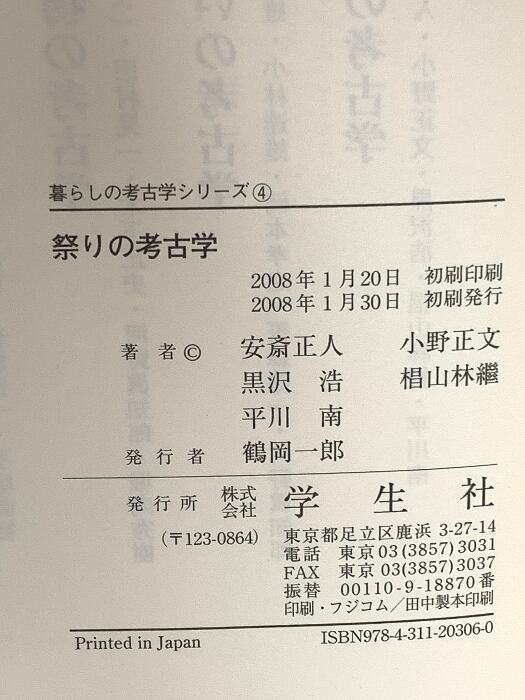 暮らしの考古学シリーズ④
祭りの考古学
2008年1月20日 初刷印刷
2008年1月30日 初刷発行
著者© 安斎正人 小野正文
黒沢 浩 椙山林繼
平川 南
発行者 鶴岡一郎
発行所 株式会社 学生社
(〒123-0864) 東京都足立区鹿浜 3-27-14
電話 東京 03(3857)3031
FAX 東京 03(3857)3037
振替 00110-9-18870番
印刷・フジコム/田中製本印刷
Printed in Japan ISBN978-4-311-20306-0